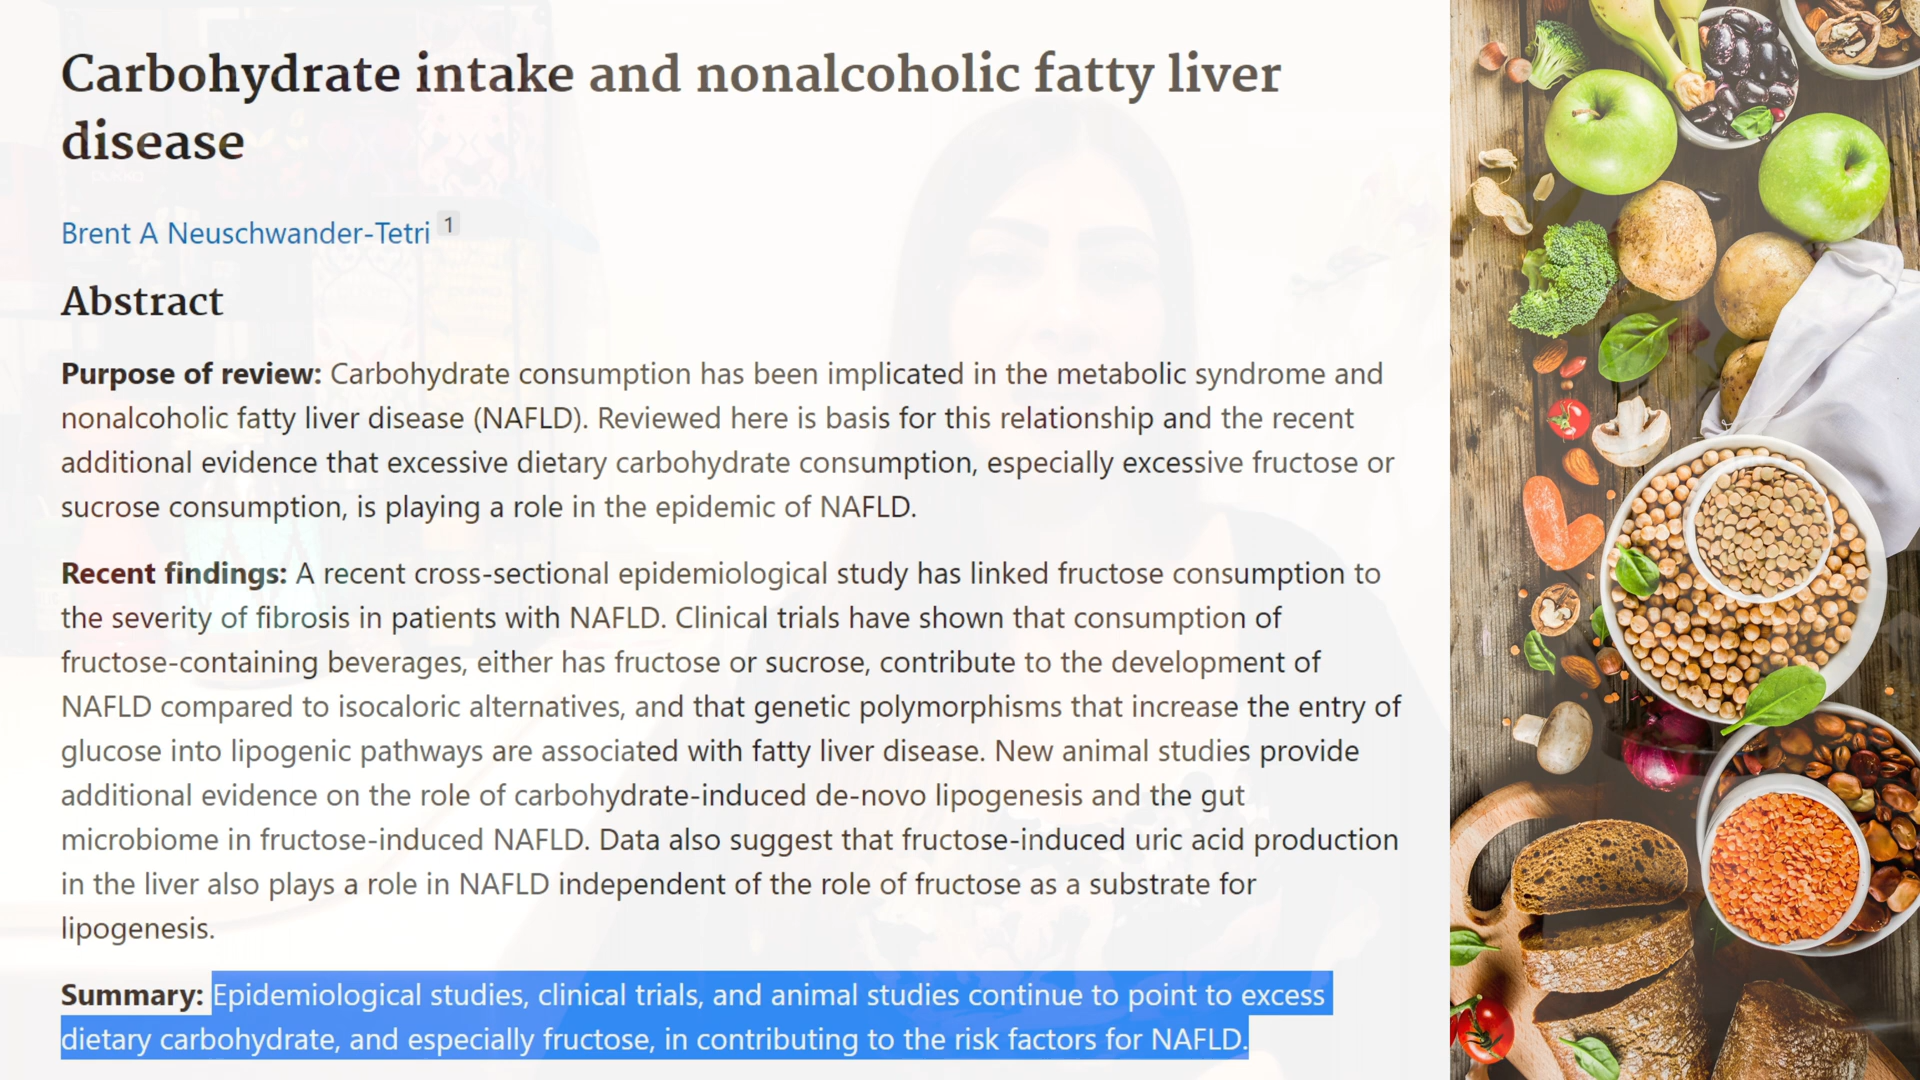 Carbohydrate intake and nonalcoholic fatty liver
disease
Brent A Neuschwander-Tetri 1
Abstract
Purpose of review: Carbohydrate consumption has been implicated in the metabolic syndrome and
nonalcoholic fatty liver disease (NAFLD). Reviewed here is basis for this relationship and the recent
additional evidence that excessive dietary carbohydrate consumption, especially excessive fructose or
sucrose consumption, is playing a role in the epidemic of NAFLD.
Recent findings: A recent cross-sectional epidemiological study has linked fructose consumption to
the severity of fibrosis in patients with NAFLD. Clinical trials have shown that consumption of
fructose-containing beverages, either has fructose or sucrose, contribute to the development of
NAFLD compared to isocaloric alternatives, and that genetic polymorphisms that increase the entry of
glucose into lipogenic pathways are associated with fatty liver disease. New animal studies provide
additional evidence on the role of carbohydrate-induced de-novo lipogenesis and the gut
microbiome in fructose-induced NAFLD. Data also suggest that fructose-induced uric acid production
in the liver also plays a role in NAFLD independent of the role of fructose as a substrate for
lipogenesis.
Summary: Epidemiological studies, clinical trials, and animal studies continue to point to excess
dietary carbohydrate, and especially fructose, in contributing to the risk factors for NAFLD.